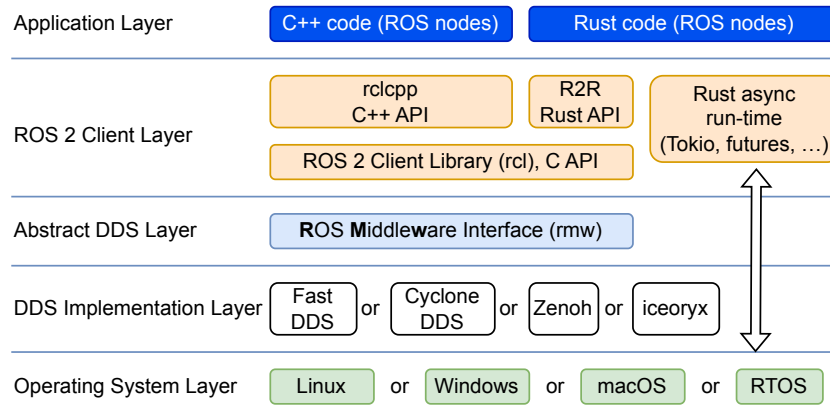 Application Layer
C++ code (ROS nodes)
Rust code (ROS nodes)
ROS 2 Client Layer
rclcpp
C++ API
R2R
Rust API
Rust async
run-time
(Tokio, futures, …)
ROS 2 Client Library (rcl), C API
Abstract DDS Layer
ROS Middleware Interface (rmw)
DDS Implementation Layer
Fast
DDS
or
Cyclone
DDS
or
Zenoh
or
iceoryx
Operating System Layer
Linux
or
Windows
or
macOS
or
RTOS